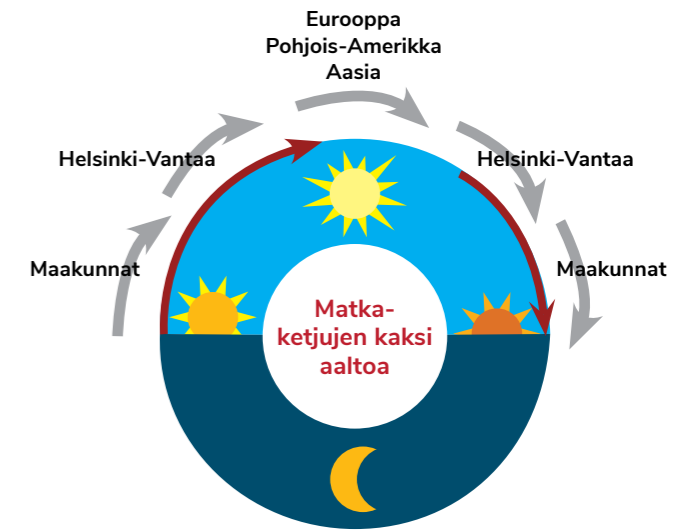 Eurooppa
Pohjois-Amerikka
Aasia
Helsinki-Vantaa
Helsinki-Vantaa
Maakunnat
Maakunnat
Matka-
ketjujen kaksi
aaltoa